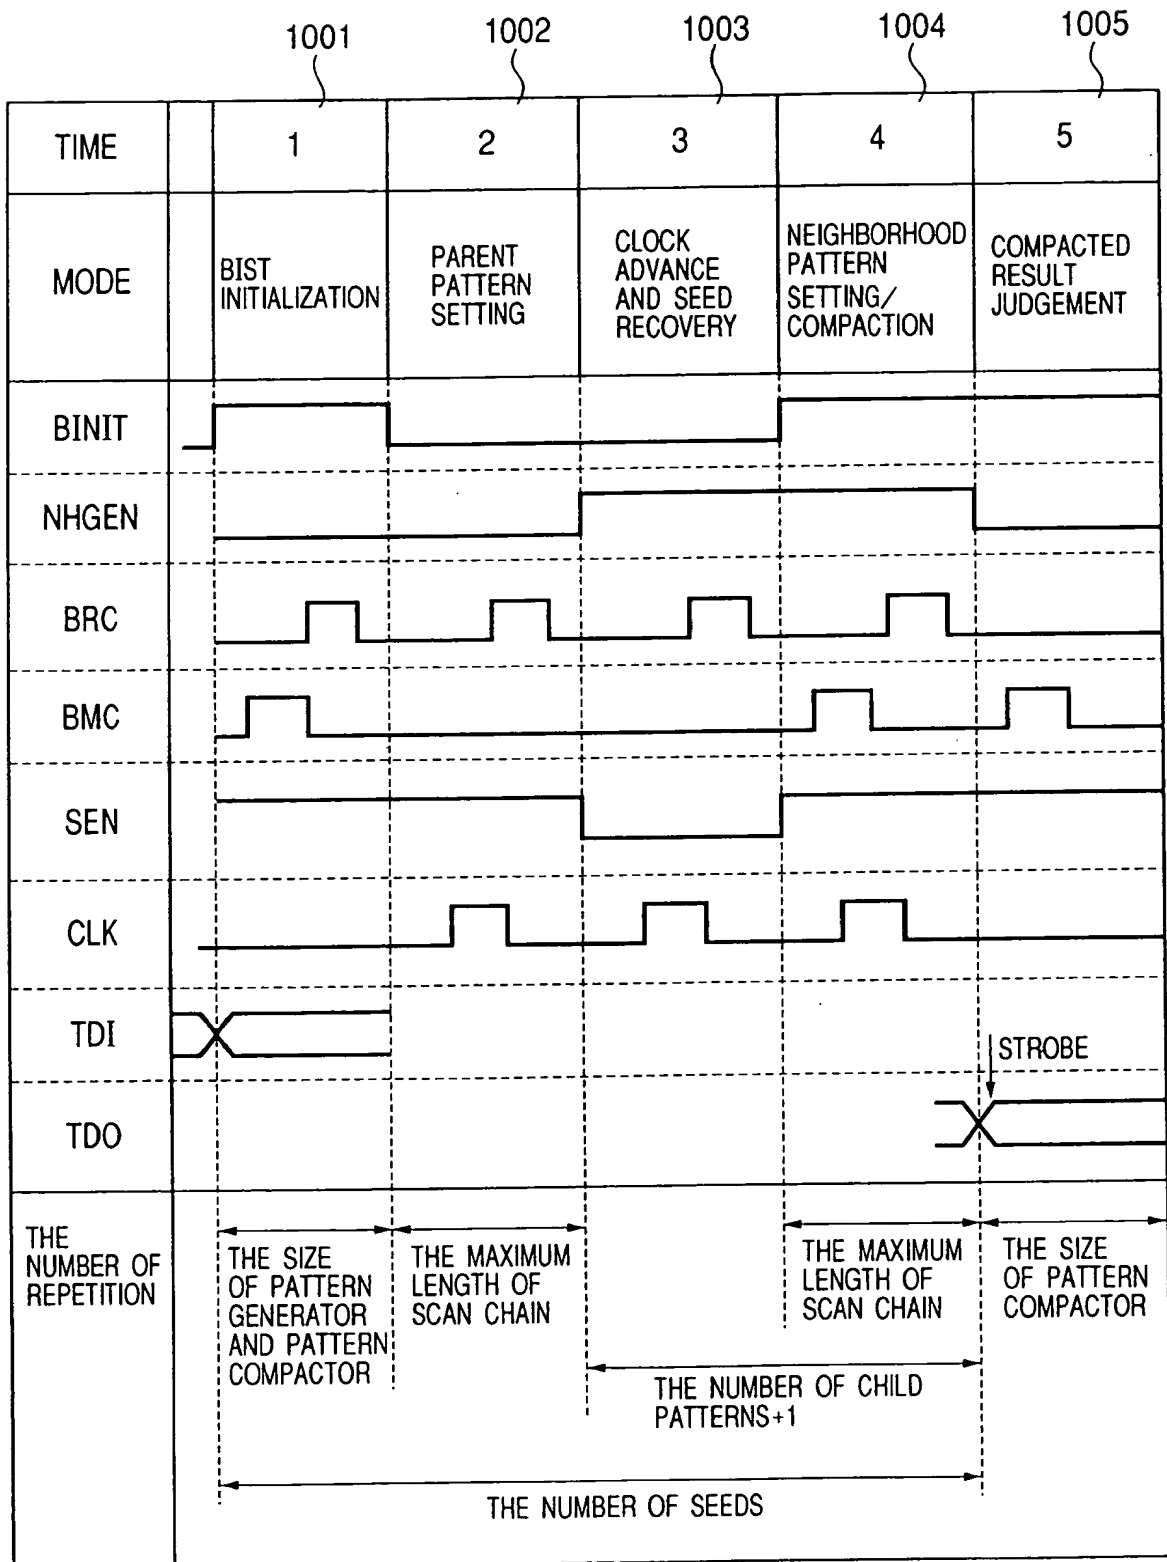 1001
1002
1003
1004
1005
TIME
1
2
3
4
5
MODE
BIST
INITIALIZATION
PARENT
PATTERN
SETTING
CLOCK
ADVANCE
AND SEED
RECOVERY
NEIGHBORHOOD
PATTERN
SETTING/
COMPACTION
COMPACTED
RESULT
JUDGEMENT
BINIT
NHGEN
BRC
BMC
SEN
CLK
TDI
STROBE
TDO
THE
NUMBER OF
REPETITION
THE SIZE
OF PATTERN
GENERATOR
AND PATTERN
COMPACTOR
THE MAXIMUM
LENGTH OF
SCAN CHAIN
THE MAXIMUM
LENGTH OF
SCAN CHAIN
THE SIZE
OF PATTERN
COMPACTOR
THE NUMBER OF CHILD
PATTERNS+1
THE NUMBER OF SEEDS